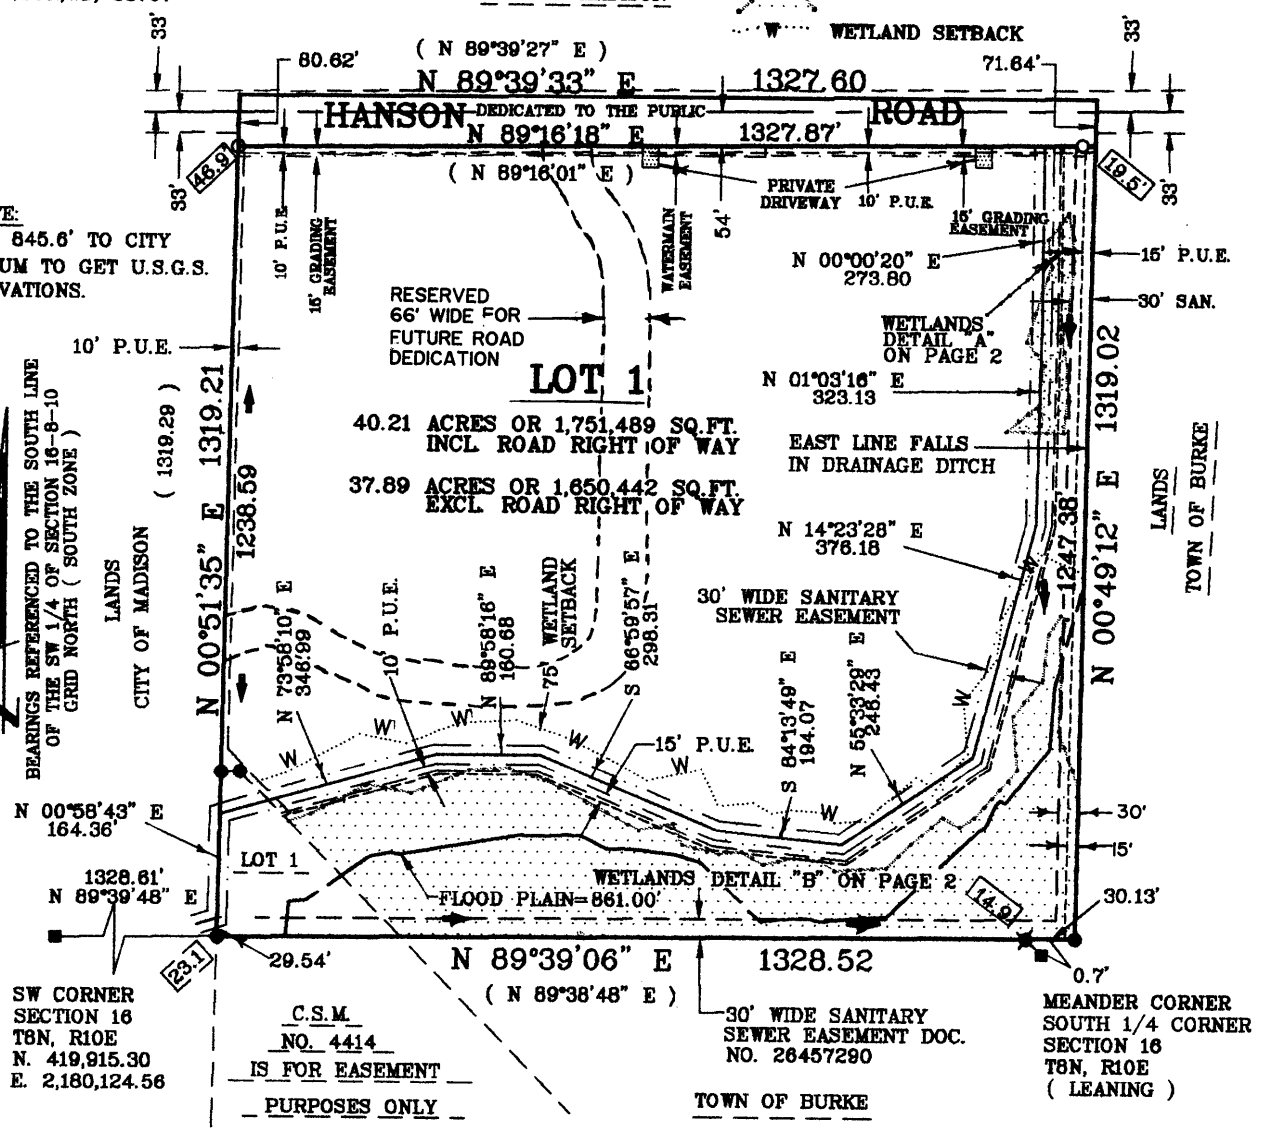 W WETLAND SETBACK
33'
33'
80.62'
( N 89°39'27" E )
71.64'
N 89°39'33" E 1327.60
HANSON DEDICATED TO THE PUBLIC ROAD
N 89°16'18" E 1327.87'
46.9'
19.5'
33'
33'
( N 89°16'01" E )
PRIVATE
DRIVEWAY
10' P.U.E.
10' P.U.E.
15' GRADING
EASEMENT
WATERMAIN
EASEMENT
54'
15' GRADING
EASEMENT
845.6' TO CITY
UM TO GET U.S.G.S.
VATIONS.
N 00°00'20" E
273.80
15' P.U.E.
30' SAN.
RESERVED
66' WIDE FOR
FUTURE ROAD
DEDICATION
WETLANDS
DETAIL "A"
ON PAGE 2
10' P.U.E.
LOT 1
N 01°03'16" E
323.13
40.21 ACRES OR 1,751,489 SQ.FT.
INCL ROAD RIGHT OF WAY
37.89 ACRES OR 1,650,442 SQ.FT.
EXCL ROAD RIGHT OF WAY
EAST LINE FALLS
IN DRAINAGE DITCH
BEARINGS REFERENCED TO THE SOUTH LINE
OF THE SW 1/4 OF SECTION 16-8-10
GRID NORTH ( SOUTH ZONE )
LANDS
CITY OF MADISON
( 1319.29 )
N 00°51'35" E 1319.21
1238.59
N 14°23'28" E
376.18
1247.38
N 00°49'12" E 1319.02
LANDS
TOWN OF BURKE
30' WIDE SANITARY
SEWER EASEMENT
N 73°58'10" E
346.99
10' P.U.E.
N 89°58'16" E
160.68
75' WETLAND
SETBACK
S 66°59'57" E
298.31
S 84°13'49" E
194.07
N 55°33'29" E
246.43
W
W
W
W
W
W
W
W
15' P.U.E.
N 00°58'43" E
164.36'
30'
15'
LOT 1
1328.61'
N 89°39'48" E
WETLANDS DETAIL "B" ON PAGE 2
FLOOD PLAIN=861.00'
14.9'
30.13'
23.1
29.54'
N 89°39'06" E 1328.52
( N 89°38'48" E )
0.7'
SW CORNER
SECTION 16
T8N, R10E
N. 419,915.30
E. 2,180,124.56
C.S.M.
NO. 4414
IS FOR EASEMENT
PURPOSES ONLY
30' WIDE SANITARY
SEWER EASEMENT DOC.
NO. 26457290
TOWN OF BURKE
MEANDER CORNER
SOUTH 1/4 CORNER
SECTION 16
T8N, R10E
( LEANING )